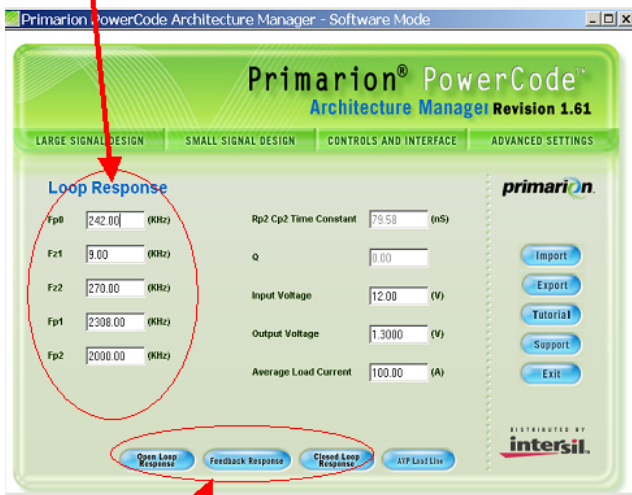 Primarion PowerCode Architecture Manager - Software Mode
Primarion® PowerCode™
Architecture Manager Revision 1.61
LARGE SIGNAL DESIGN SMALL SIGNAL DESIGN CONTROLS AND INTERFACE ADVANCED SETTINGS
Loop Response
primarion.
Fp0 242.00 (KHz) Rp2 Cp2 Time Constant 79.58 (nS)
Fz1 9.00 (KHz) Q 0.00
Import
Fz2 270.00 (KHz) Input Voltage 12.00 (V)
Export
Tutorial
Fp1 2308.00 (KHz) Output Voltage 1.3000 (V)
Support
Fp2 2000.00 (KHz) Average Load Current 100.00 (A)
Exit
DISTRIBUTED BY
intersil.
Open Loop Response Feedback Response Closed Loop Response AVP Load Line